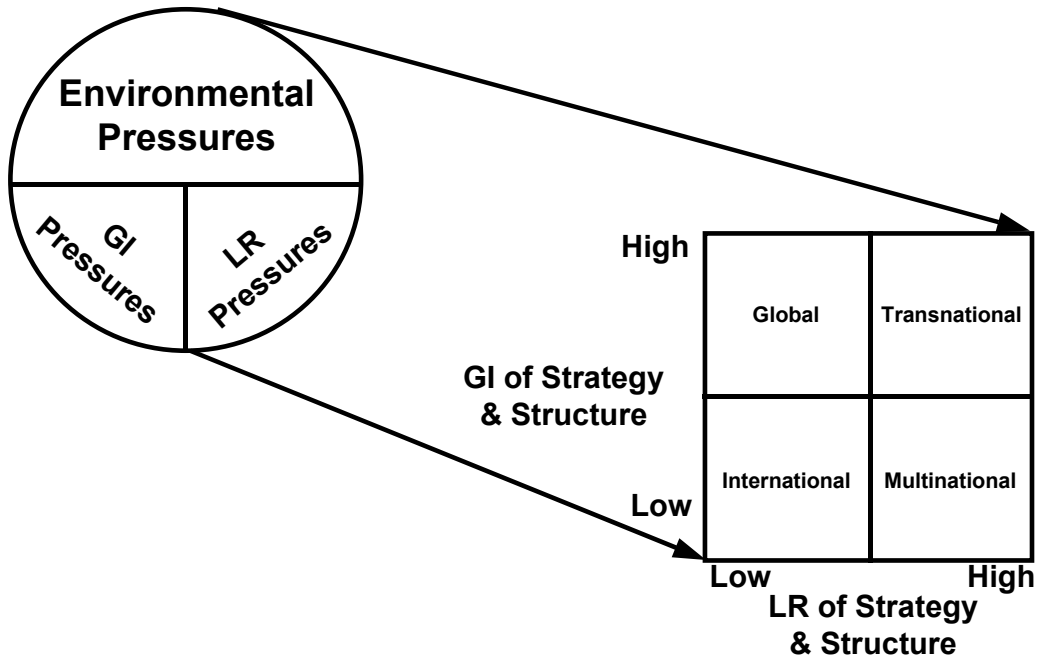 Environmental
Pressures
GI
Pressures
LR
Pressures
High
Global
Transnational
GI of Strategy
& Structure
International
Multinational
Low
Low
High
LR of Strategy
& Structure